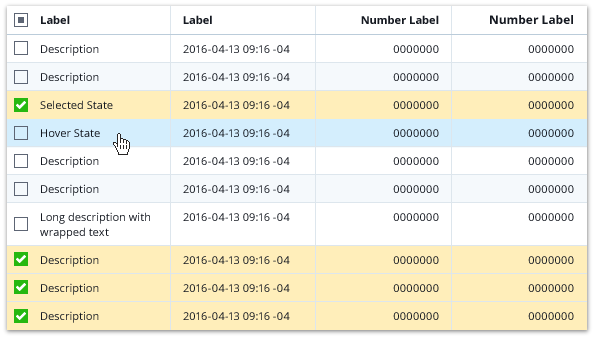 Label Label Number Label Number Label
Description 2016-04-13 09:16 -04 0000000 0000000
Description 2016-04-13 09:16 -04 0000000 0000000
Selected State 2016-04-13 09:16 -04 0000000 0000000
Hover State 2016-04-13 09:16 -04 0000000 0000000
Description 2016-04-13 09:16 -04 0000000 0000000
Description 2016-04-13 09:16 -04 0000000 0000000
Long description with 2016-04-13 09:16 -04 0000000 0000000
wrapped text
Description 2016-04-13 09:16 -04 0000000 0000000
Description 2016-04-13 09:16 -04 0000000 0000000
Description 2016-04-13 09:16 -04 0000000 0000000